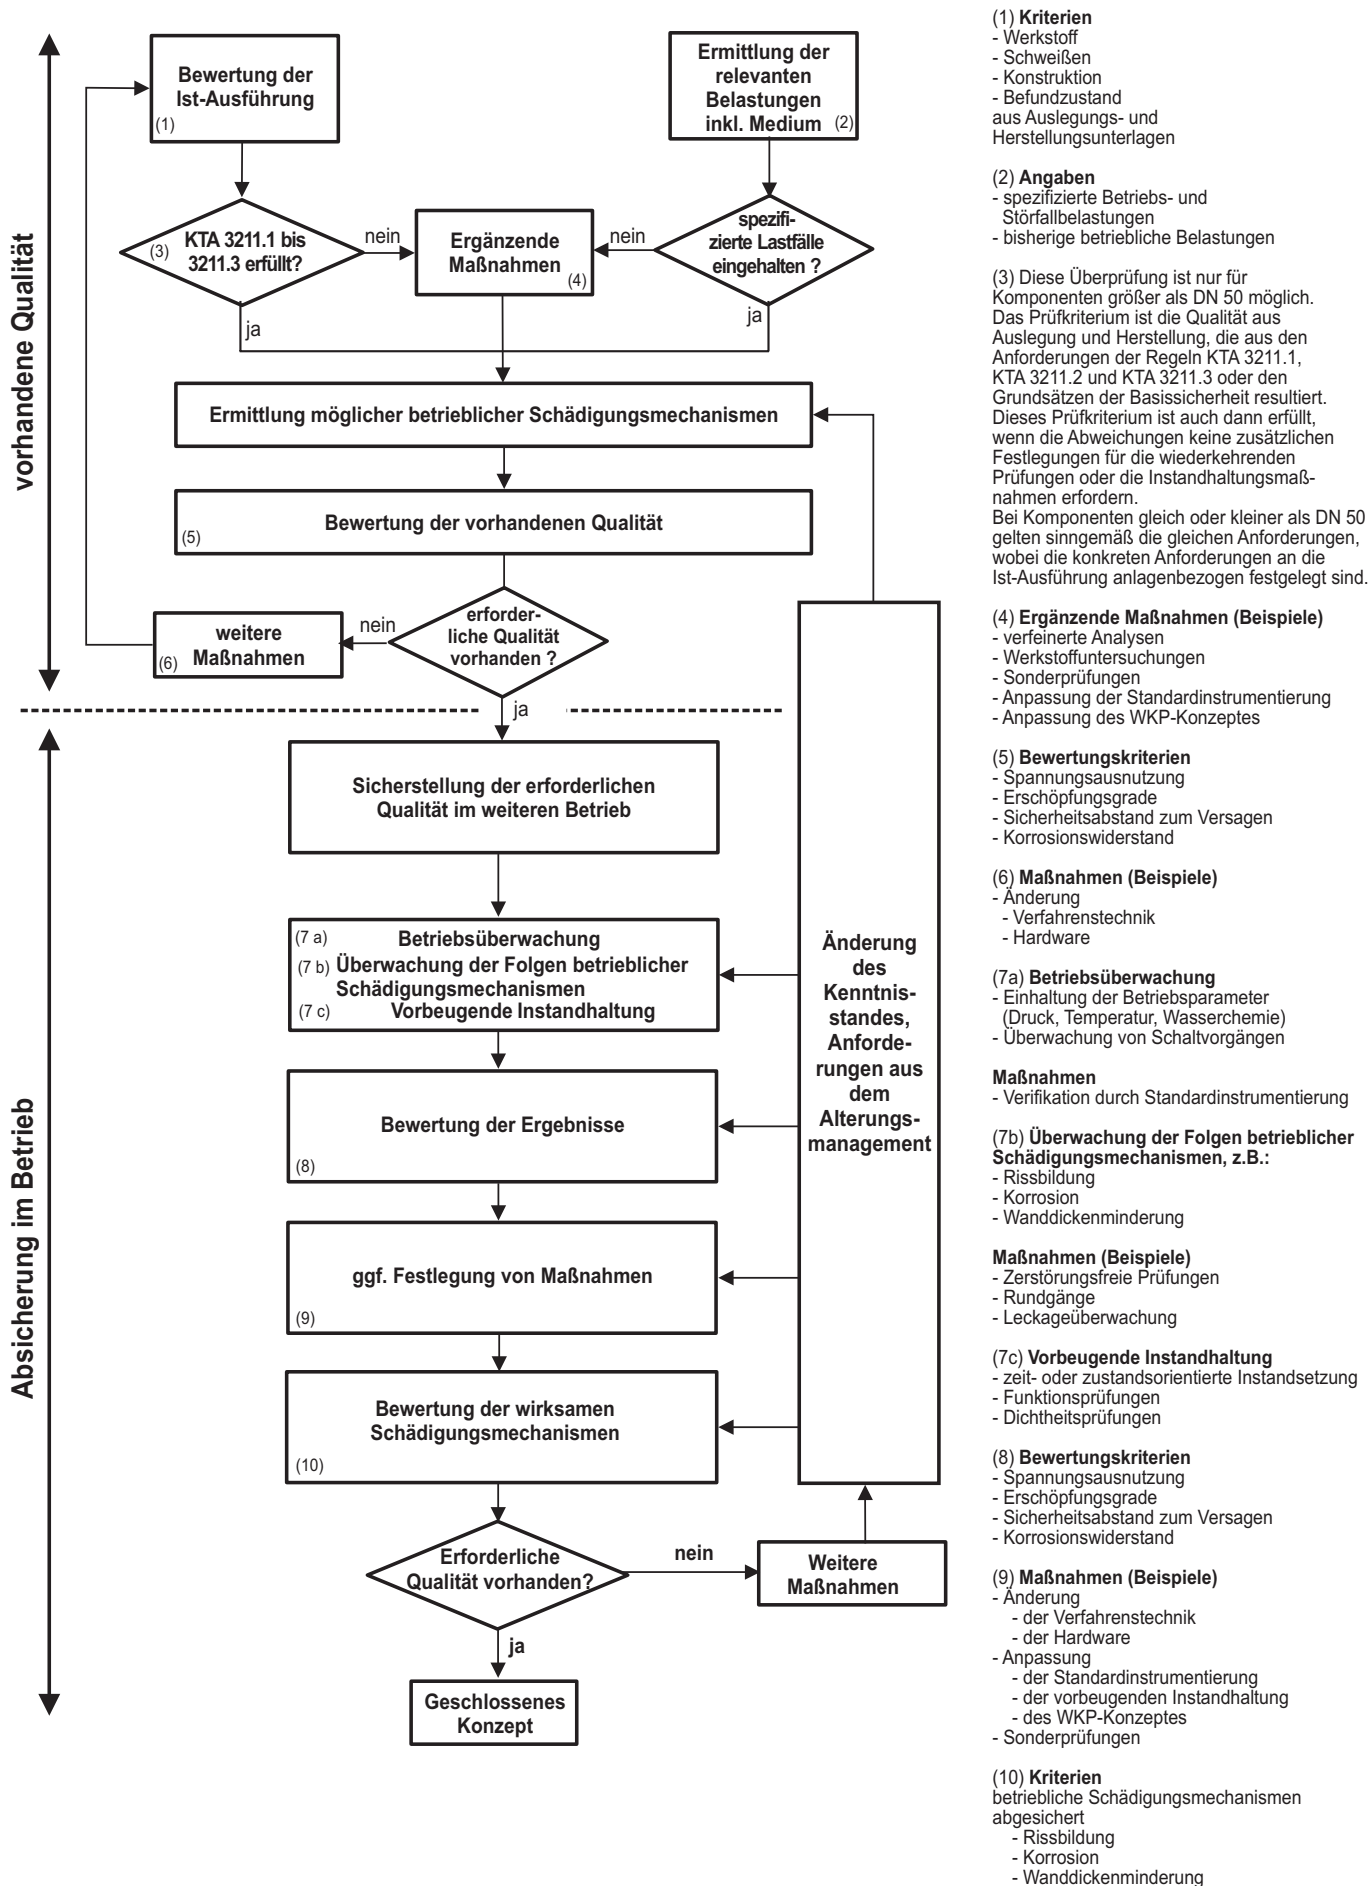 vorhandene Qualität
Bewertung der
Ist-Ausführung
(1)
Ermittlung der
relevanten
Belastungen
inkl. Medium (2)
(3) KTA 3211.1 bis
3211.3 erfüllt?
nein
Ergänzende
Maßnahmen
(4)
nein
spezifi-
zierte Lastfälle
eingehalten ?
ja
ja
Ermittlung möglicher betrieblicher Schädigungsmechanismen
Bewertung der vorhandenen Qualität
(5)
weitere
Maßnahmen
(6)
nein
erforder-
liche Qualität
vorhanden ?
ja
Absicherung im Betrieb
Sicherstellung der erforderlichen
Qualität im weiteren Betrieb
(7 a) Betriebsüberwachung
(7 b) Überwachung der Folgen betrieblicher
Schädigungsmechanismen
(7 c) Vorbeugende Instandhaltung
Bewertung der Ergebnisse
(8)
ggf. Festlegung von Maßnahmen
(9)
Bewertung der wirksamen
Schädigungsmechanismen
(10)
Erforderliche
Qualität vorhanden?
nein
Weitere
Maßnahmen
ja
Geschlossenes
Konzept
Änderung
des
Kenntnis-
standes,
Anforde-
rungen aus
dem
Alterungs-
management
(1) Kriterien
- Werkstoff
- Schweißen
- Konstruktion
- Befundzustand
aus Auslegungs- und
Herstellungsunterlagen
(2) Angaben
- spezifizierte Betriebs- und
Störfallbelastungen
- bisherige betriebliche Belastungen
(3) Diese Überprüfung ist nur für
Komponenten größer als DN 50 möglich.
Das Prüfkriterium ist die Qualität aus
Auslegung und Herstellung, die aus den
Anforderungen der Regeln KTA 3211.1,
KTA 3211.2 und KTA 3211.3 oder den
Grundsätzen der Basissicherheit resultiert.
Dieses Prüfkriterium ist auch dann erfüllt,
wenn die Abweichungen keine zusätzlichen
Festlegungen für die wiederkehrenden
Prüfungen oder die Instandhaltungsmaß-
nahmen erfordern.
Bei Komponenten gleich oder kleiner als DN 50
gelten sinngemäß die gleichen Anforderungen,
wobei die konkreten Anforderungen an die
Ist-Ausführung anlagenbezogen festgelegt sind.
(4) Ergänzende Maßnahmen (Beispiele)
- verfeinerte Analysen
- Werkstoffuntersuchungen
- Sonderprüfungen
- Anpassung der Standardinstrumentierung
- Anpassung des WKP-Konzeptes
(5) Bewertungskriterien
- Spannungsausnutzung
- Erschöpfungsgrade
- Sicherheitsabstand zum Versagen
- Korrosionswiderstand
(6) Maßnahmen (Beispiele)
- Änderung
- Verfahrenstechnik
- Hardware
(7a) Betriebsüberwachung
- Einhaltung der Betriebsparameter
(Druck, Temperatur, Wasserchemie)
- Überwachung von Schaltvorgängen
Maßnahmen
- Verifikation durch Standardinstrumentierung
(7b) Überwachung der Folgen betrieblicher
Schädigungsmechanismen, z.B.:
- Rissbildung
- Korrosion
- Wanddickenminderung
Maßnahmen (Beispiele)
- Zerstörungsfreie Prüfungen
- Rundgänge
- Leckageüberwachung
(7c) Vorbeugende Instandhaltung
- zeit- oder zustandsorientierte Instandsetzung
- Funktionsprüfungen
- Dichtheitsprüfungen
(8) Bewertungskriterien
- Spannungsausnutzung
- Erschöpfungsgrade
- Sicherheitsabstand zum Versagen
- Korrosionswiderstand
(9) Maßnahmen (Beispiele)
- Änderung
- der Verfahrenstechnik
- der Hardware
- Anpassung
- der Standardinstrumentierung
- der vorbeugenden Instandhaltung
- des WKP-Konzeptes
- Sonderprüfungen
(10) Kriterien
betriebliche Schädigungsmechanismen
abgesichert
- Rissbildung
- Korrosion
- Wanddickenminderung